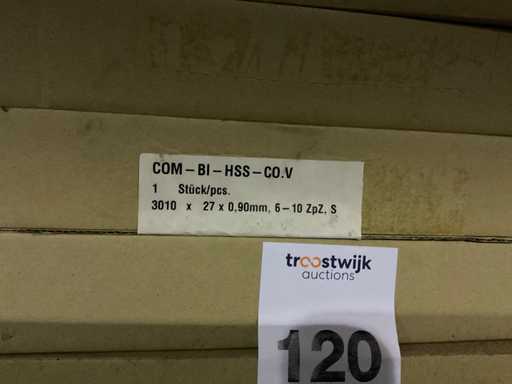 COM – BI – HSS – CO.V
1 Stück/pcs.
3010 x 27 x 0,90mm, 6 – 10 ZpZ, S
troostwijk
auctions
120